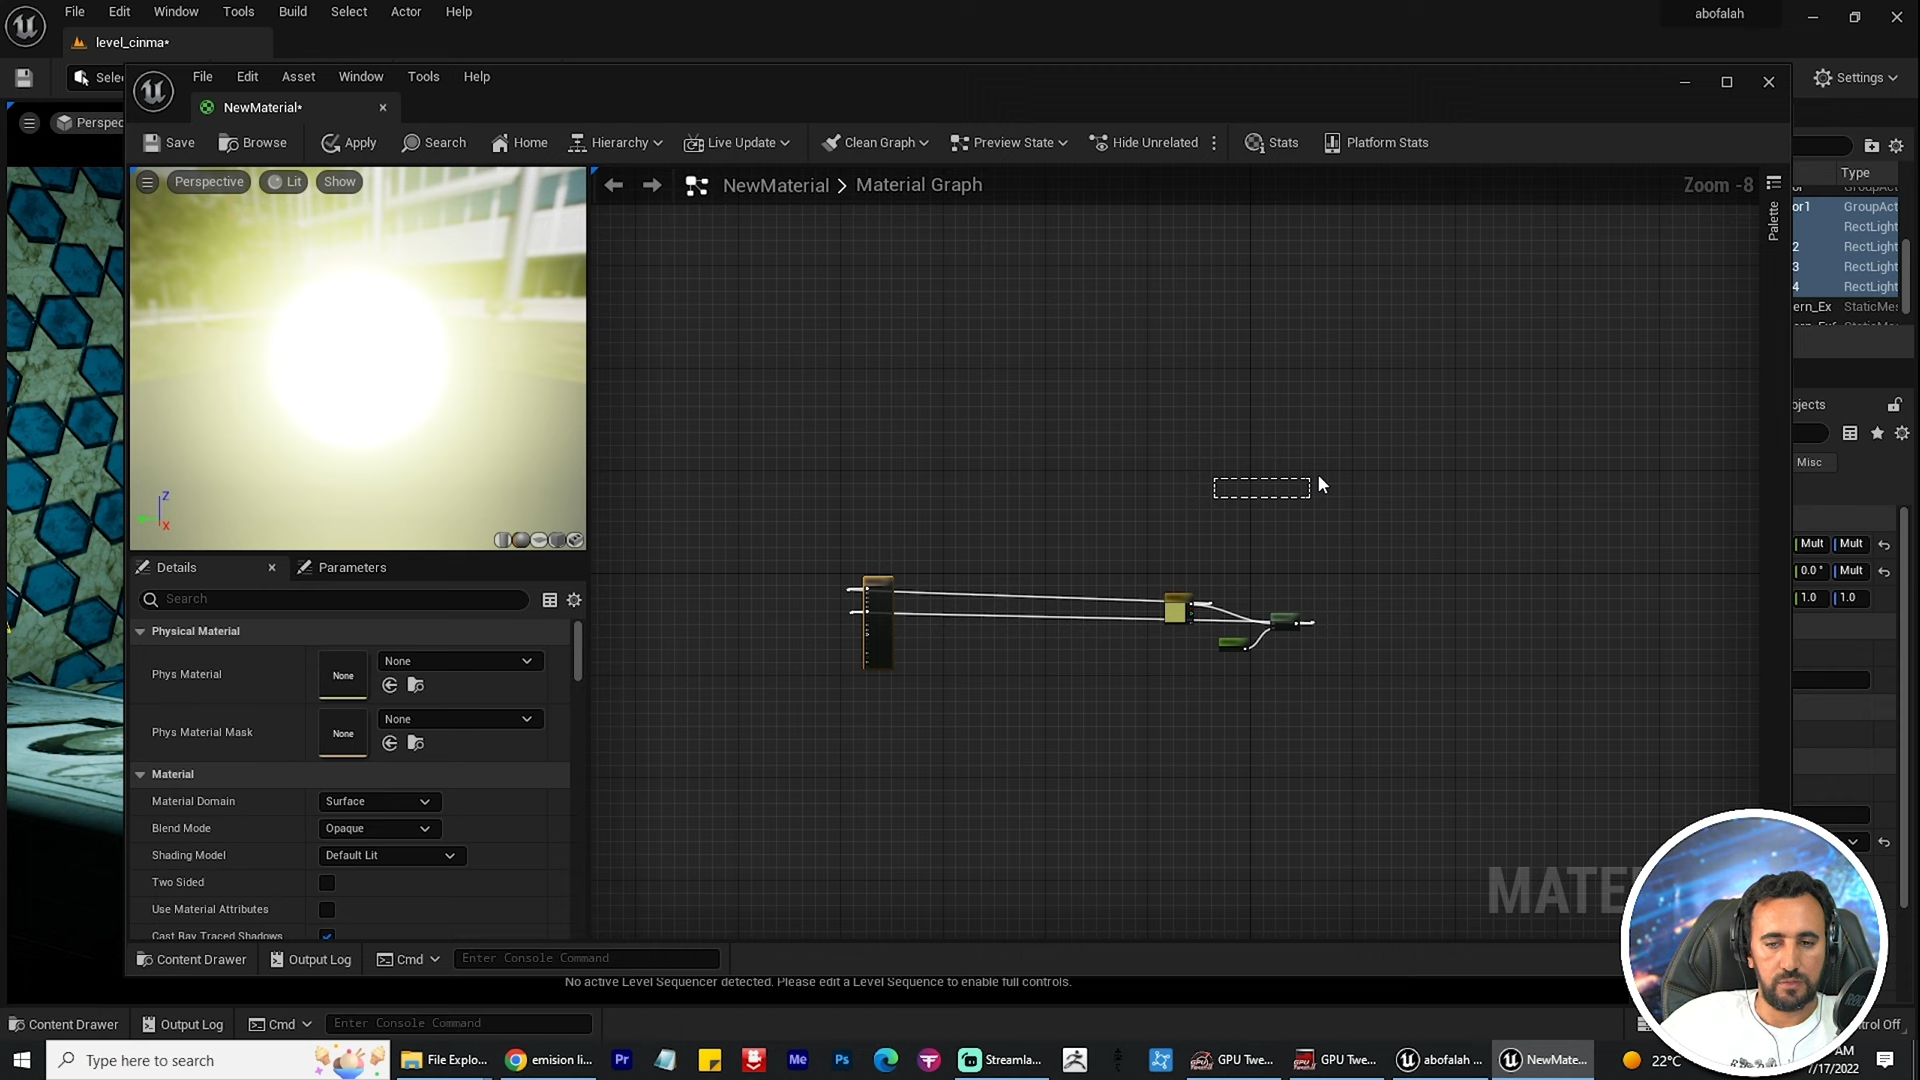 File Edit Window Tools Build Select Actor Help
abofalah
level_cinma*
Settings
File Edit Asset Window Tools Help
NewMaterial*
Save Browse Apply Search Home Hierarchy Live Update Clean Graph Preview State Hide Unrelated Stats Platform Stats
Perspective Lit Show
NewMaterial > Material Graph
Zoom -8
Palette
Type
or1 GroupAct
RectLight
2 RectLight
3 RectLight
4 RectLight
ern_Ex StaticMes
Z
X
Details Parameters
Search
Physical Material
Phys Material None None
Phys Material Mask None None
Material
Material Domain Surface
Blend Mode Opaque
Shading Model Default Lit
Two Sided
Use Material Attributes
Cast Ray Traced Shadows
ojects
Misc
Mult Mult
0.0° Mult
1.0 1.0
MATE
Content Drawer Output Log Cmd Enter Console Command
No active Level Sequencer detected. Please edit a Level Sequence to enable full controls.
Content Drawer Output Log Cmd Enter Console Command
trol Off
Type here to search
File Explo... emision li... Pr Me Ps Streamla... GPU Twe... GPU Twe... abofalah ... NewMate... 22°C
AM
7/17/2022